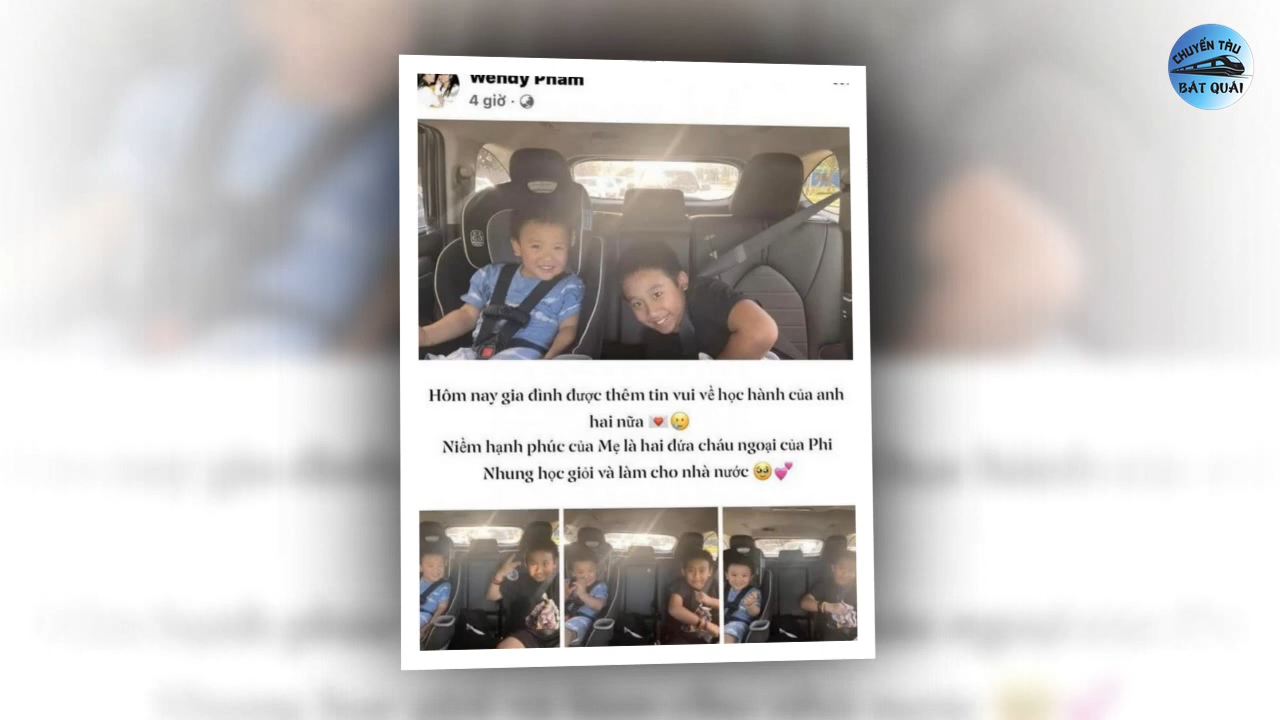 CHUYẾN TÀU
BÁT QUÁI
Wendy Pham
4 giờ ·
Hôm nay gia đình được thêm tin vui về học hành của anh
hai nữa 💌🥲
Niềm hạnh phúc của Mẹ là hai đứa cháu ngoại của Phi
Nhung học giỏi và làm cho nhà nước 🥹💕